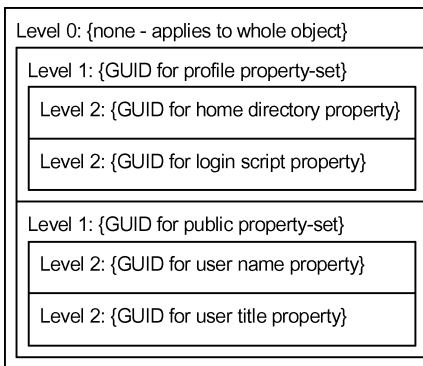 Level 0: {none - applies to whole object}
Level 1: {GUID for profile property-set}
Level 2: {GUID for home directory property}
Level 2: {GUID for login script property}
Level 1: {GUID for public property-set}
Level 2: {GUID for user name property}
Level 2: {GUID for user title property}